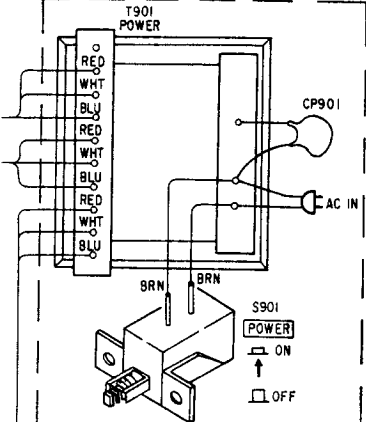 T901
POWER
RED
WHT
BLU
RED
WHT
BLU
RED
WHT
BLU
CP901
AC IN
BRN
BRN
S901
POWER
ON
OFF